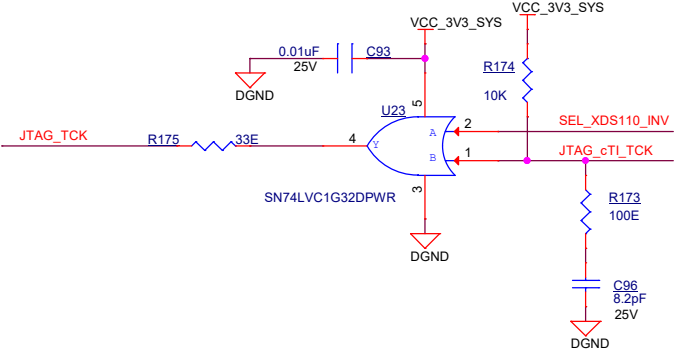 VCC_3V3_SYS
VCC_3V3_SYS
0.01uF
C93
25V
DGND
R174
10K
U23
5
SEL_XDS110_INV
2
A
JTAG_TCK
R175
33E
4
Y
JTAG_cTI_TCK
1
B
3
SN74LVC1G32DPWR
R173
100E
DGND
C96
8.2pF
25V
DGND